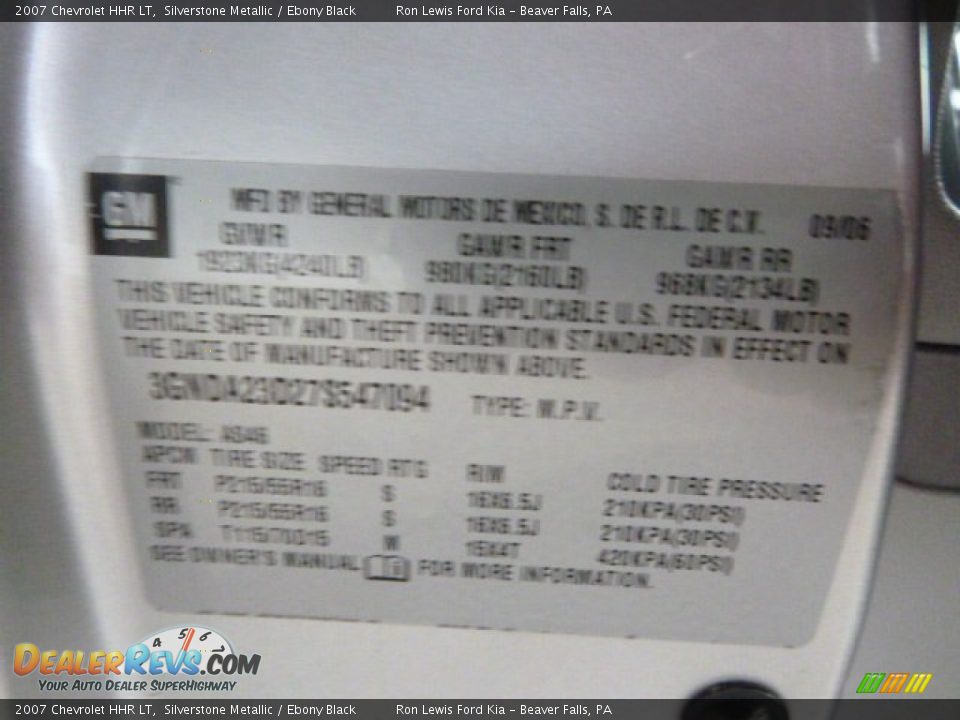 2007 Chevrolet HHR LT, Silverstone Metallic / Ebony Black Ron Lewis Ford Kia - Beaver Falls, PA
GM
MFD BY GENERAL MOTORS DE MEXICO, S. DE R.L. DE C.V. 09/06
GVWR GAWR FRT GAWR RR
1923KG(4240LB) 980KG(2160LB) 968KG(2134LB)
THIS VEHICLE CONFORMS TO ALL APPLICABLE U.S. FEDERAL MOTOR
VEHICLE SAFETY AND THEFT PREVENTION STANDARDS IN EFFECT ON
THE DATE OF MANUFACTURE SHOWN ABOVE.
3GNDA23D27S547094 TYPE: M.P.V.
MODEL: AS46
TIRE SIZE SPEED RTG RIM COLD TIRE PRESSURE
FRT P215/55R16 S 16X6.5J 210KPA(30PSI)
RR P215/55R16 S 16X6.5J 210KPA(30PSI)
SPA T115/70D15 M 15X4T 420KPA(60PSI)
SEE OWNER'S MANUAL FOR MORE INFORMATION.
4 5 6
DEALERREVS.COM
YOUR AUTO DEALER SUPERHIGHWAY
2007 Chevrolet HHR LT, Silverstone Metallic / Ebony Black Ron Lewis Ford Kia - Beaver Falls, PA